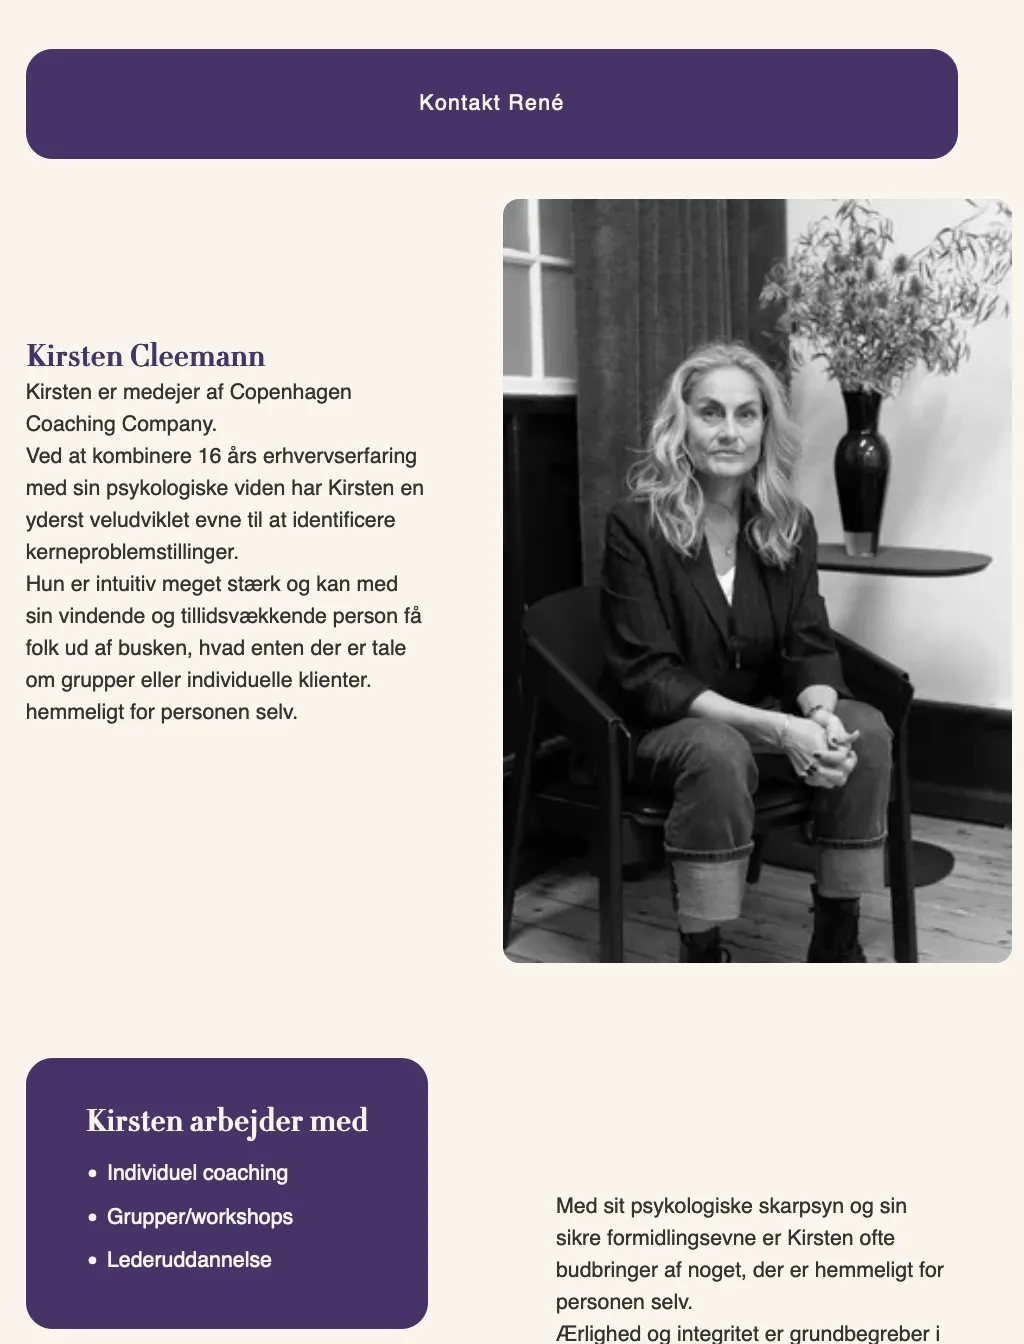 Kontakt René
Kirsten Cleemann
Kirsten er medejer af Copenhagen
Coaching Company.
Ved at kombinere 16 års erhvervserfaring
med sin psykologiske viden har Kirsten en
yderst veludviklet evne til at identificere
kerneproblemstillinger.
Hun er intuitiv meget stærk og kan med
sin vindende og tillidsvækkende person få
folk ud af busken, hvad enten der er tale
om grupper eller individuelle klienter.
hemmeligt for personen selv.
Kirsten arbejder med
• Individuel coaching
• Grupper/workshops
• Lederuddannelse
Med sit psykologiske skarpsyn og sin
sikre formidlingsevne er Kirsten ofte
budbringer af noget, der er hemmeligt for
personen selv.
Ærlighed og integritet er grundbegreber i